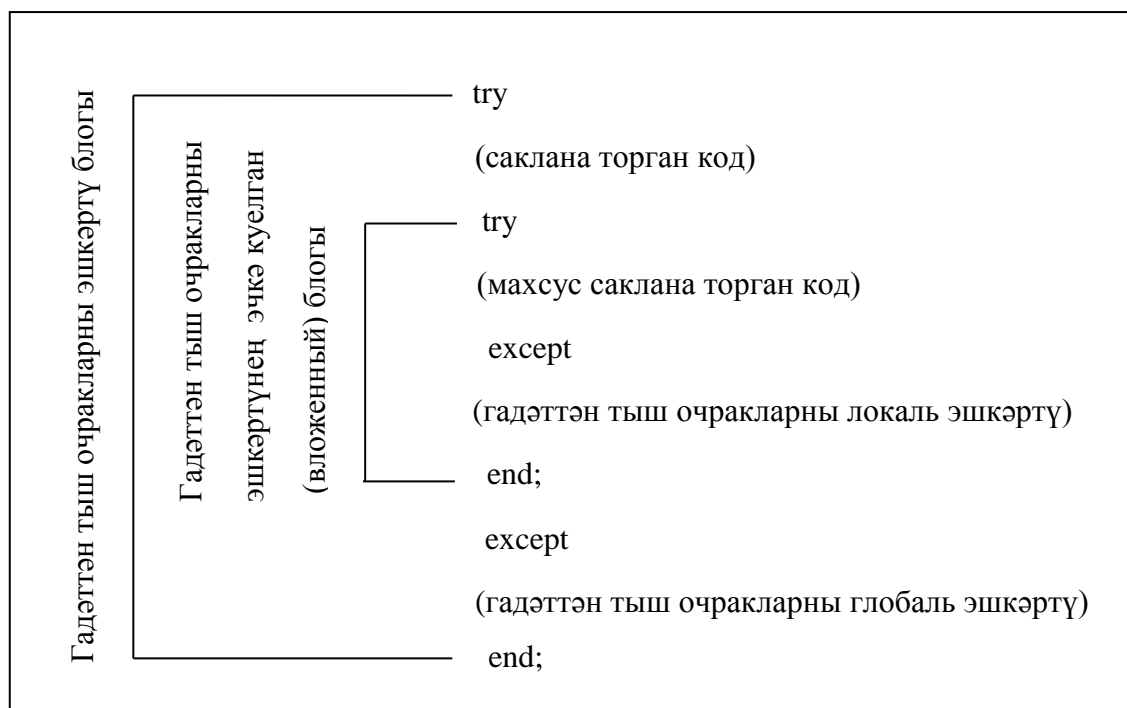 Гадәттән тыш очракларны эшкәртү блогы
Гадәттән тыш очракларны
эшкәртүнең эчкә куелган
(вложенный) блогы
try
(саклана торган код)
try
(махсус саклана торган код)
except
(гадәттән тыш очракларны локаль эшкәртү)
end;
except
(гадәттән тыш очракларны глобаль эшкәртү)
end;